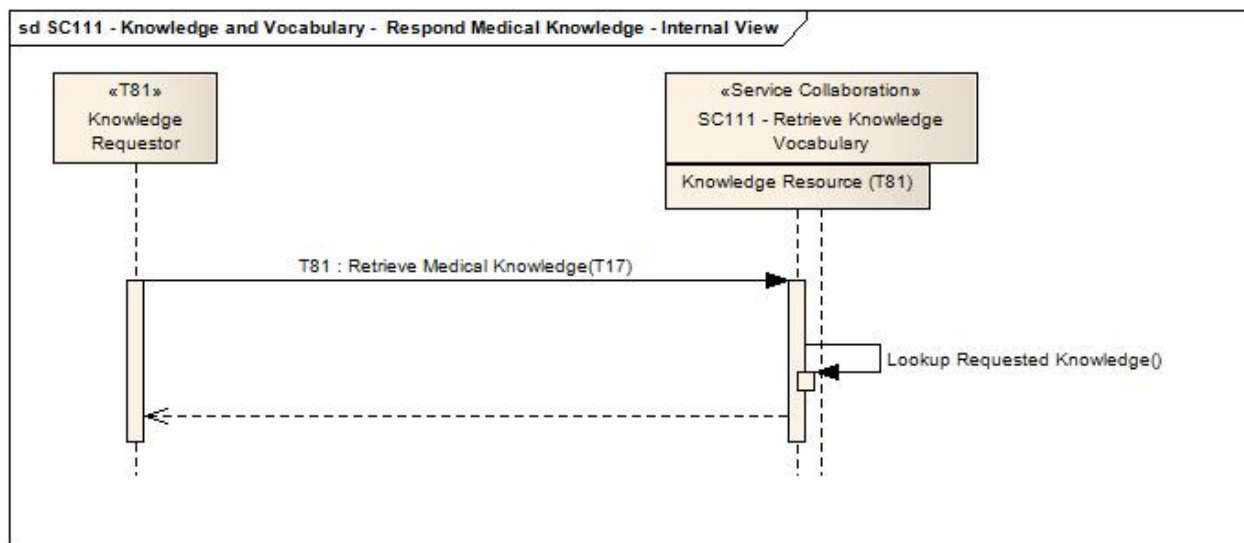 sd SC111 - Knowledge and Vocabulary -  Respond Medical Knowledge - Internal View
«T81»
Knowledge
Requestor
«Service Collaboration»
SC111 - Retrieve Knowledge
Vocabulary
Knowledge Resource (T81)
T81 : Retrieve Medical Knowledge(T17)
Lookup Requested Knowledge()